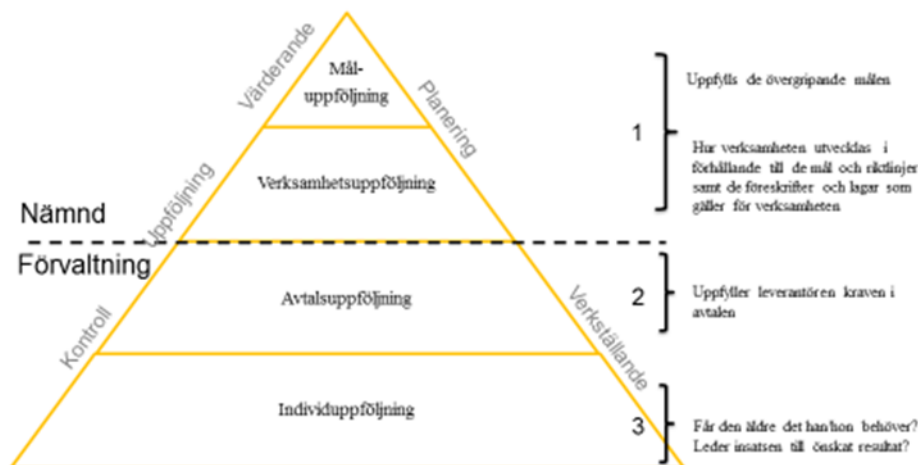 Värderande
Mål-
uppföljning
Planering
1
Uppfylls de övergripande målen
Hur verksamheten utvecklas i
förhållande till de mål och riktlinjer
samt de föreskrifter och lagar som
gäller för verksamheten
Verksamhetsuppföljning
Uppföljning
Nämnd
Förvaltning
Avtalsuppföljning
2
Uppfyller leverantören kraven i
avtalen
Kontroll
Verkställande
Individuppföljning
3
Får den äldre det han/hon behöver?
Leder insatsen till önskat resultat?